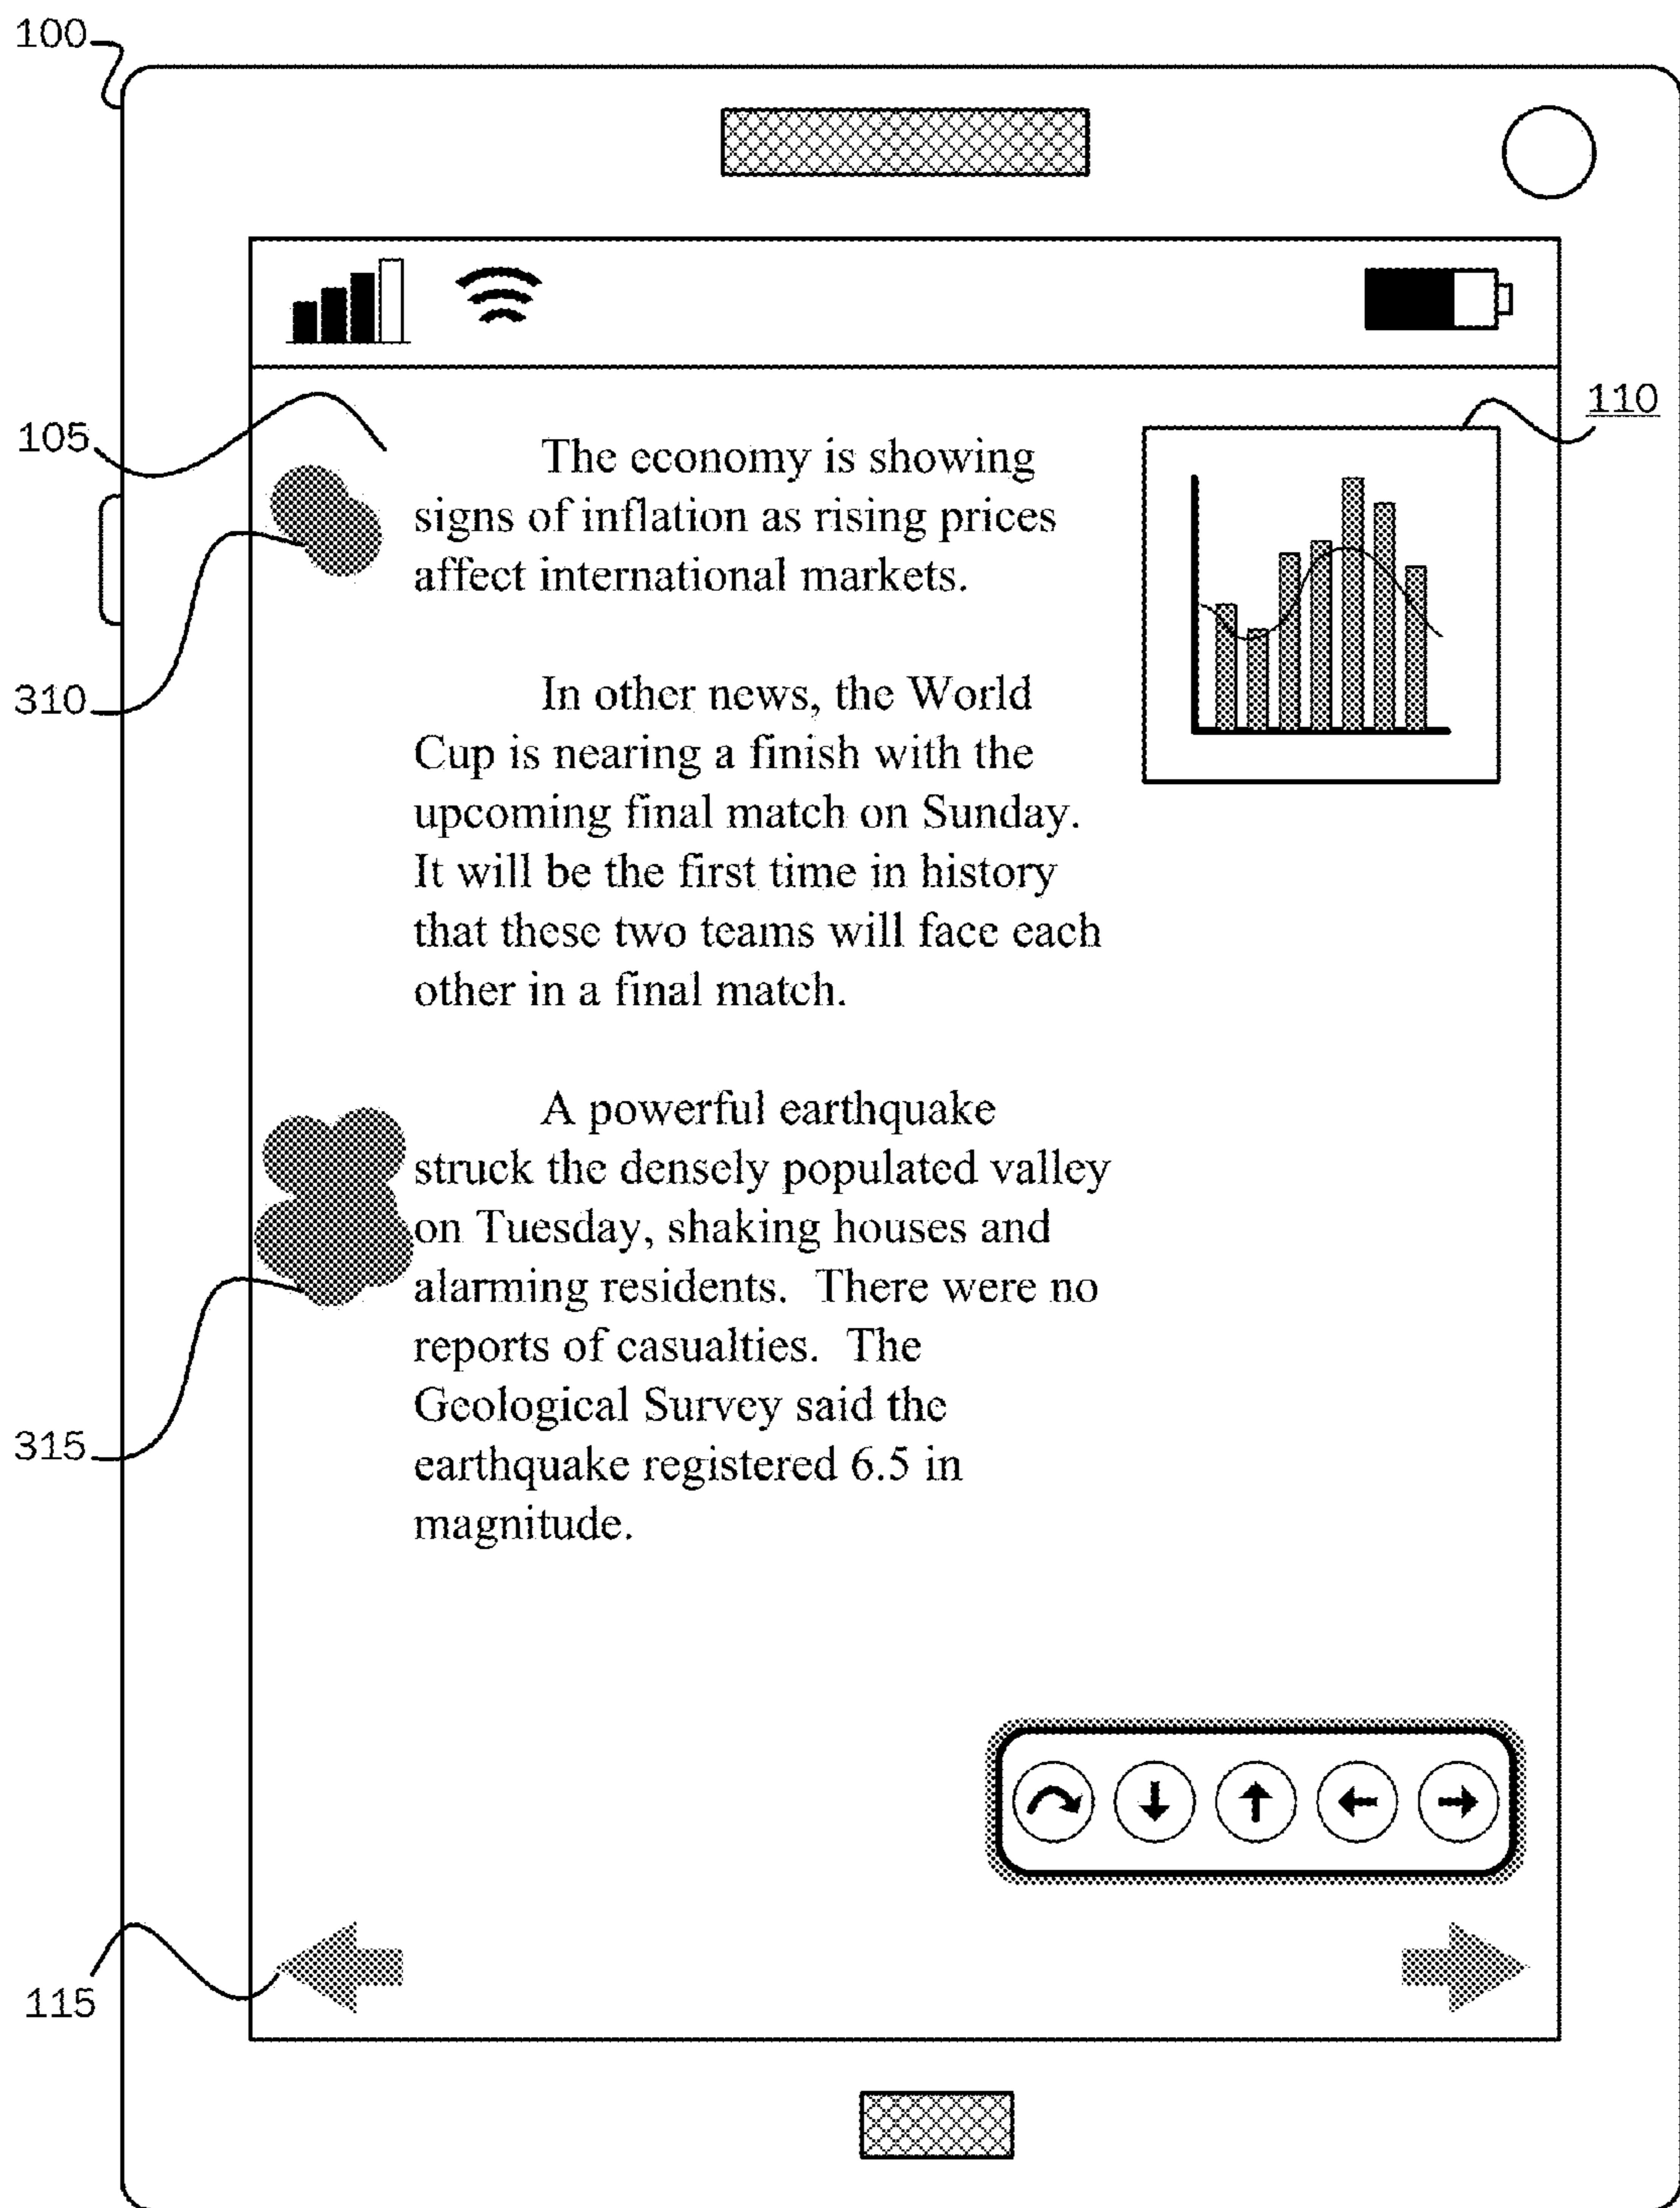 100
105
110
The economy is showing
signs of inflation as rising prices
affect international markets.
310
In other news, the World
Cup is nearing a finish with the
upcoming final match on Sunday.
It will be the first time in history
that these two teams will face each
other in a final match.
A powerful earthquake
struck the densely populated valley
on Tuesday, shaking houses and
alarming residents.  There were no
reports of casualties.  The
Geological Survey said the
earthquake registered 6.5 in
magnitude.
315
115